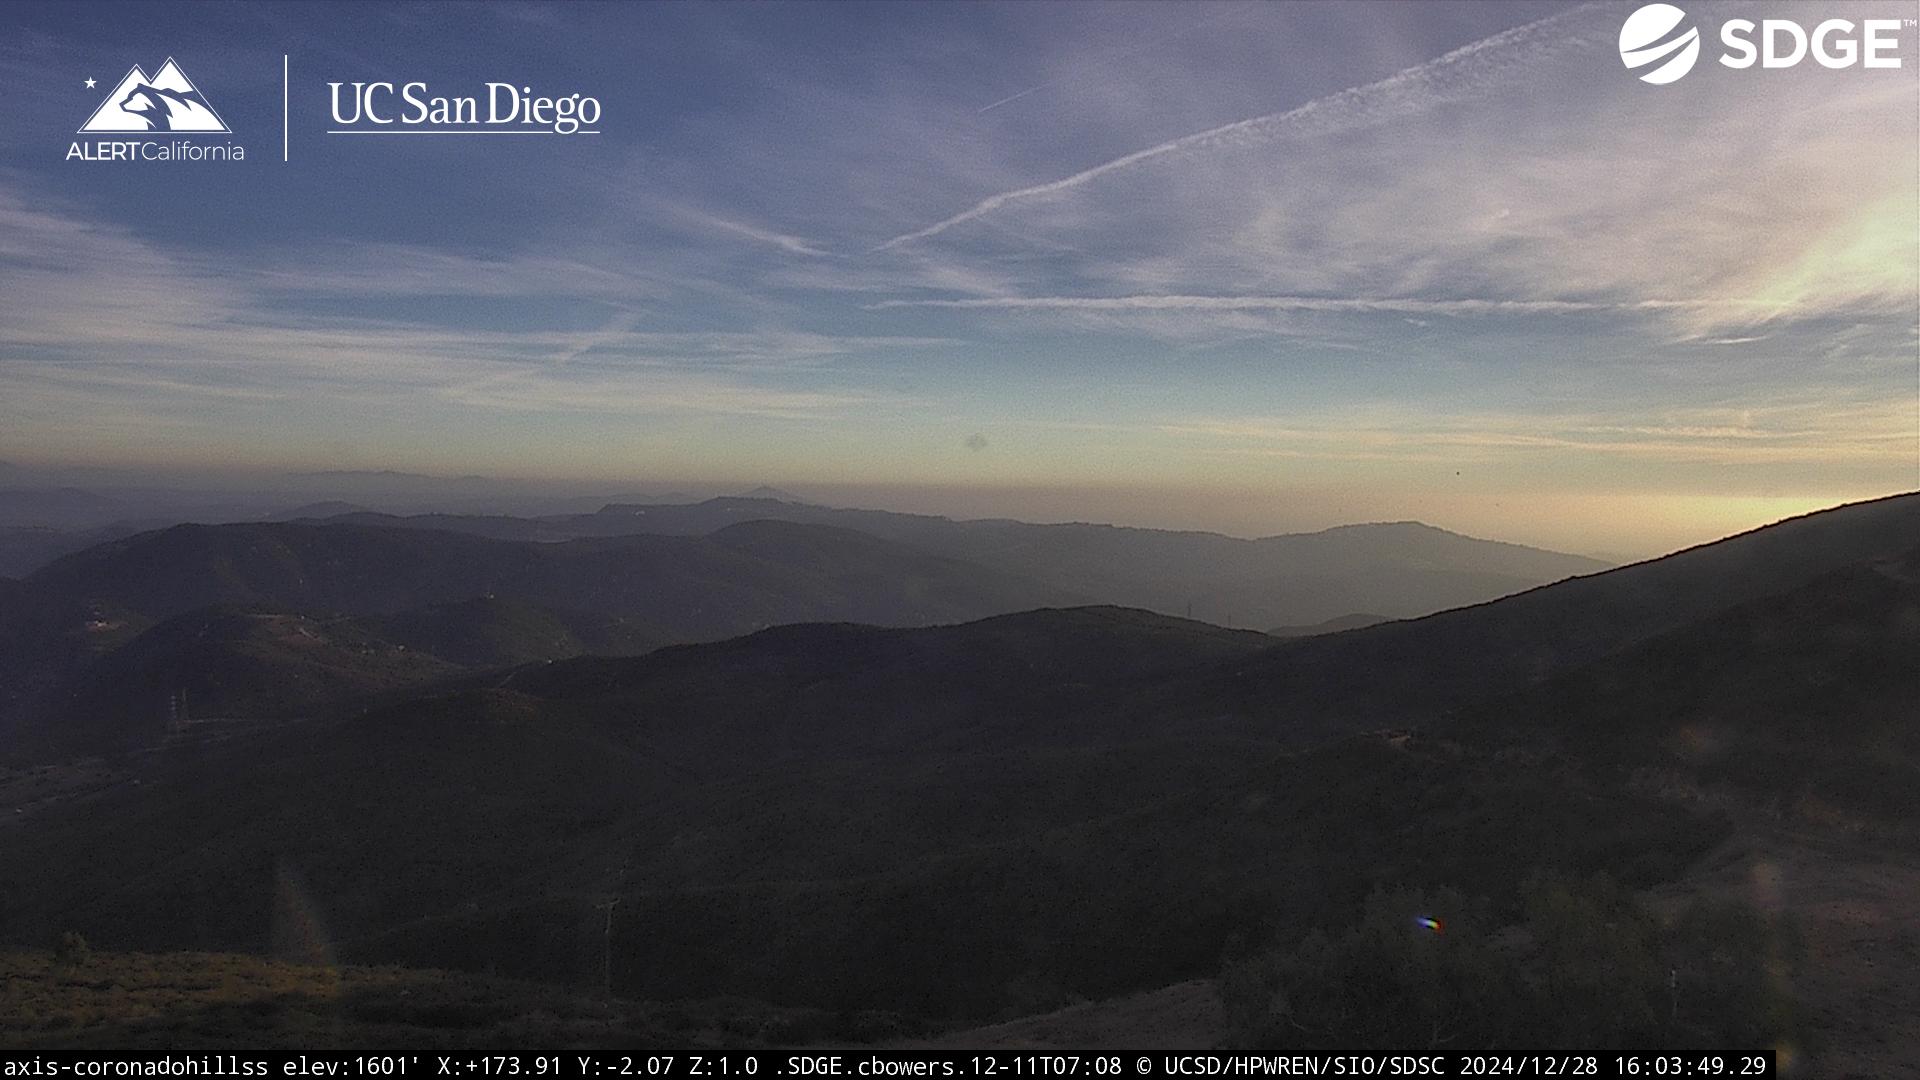 ALERTCalifornia
UC San Diego
SDGE™
axis-coronadohillss elev:1601' X:+173.91 Y:-2.07 Z:1.0 .SDGE.cbowers.12-11T07:08 © UCSD/HPWREN/SIO/SDSC 2024/12/28 16:03:49.29